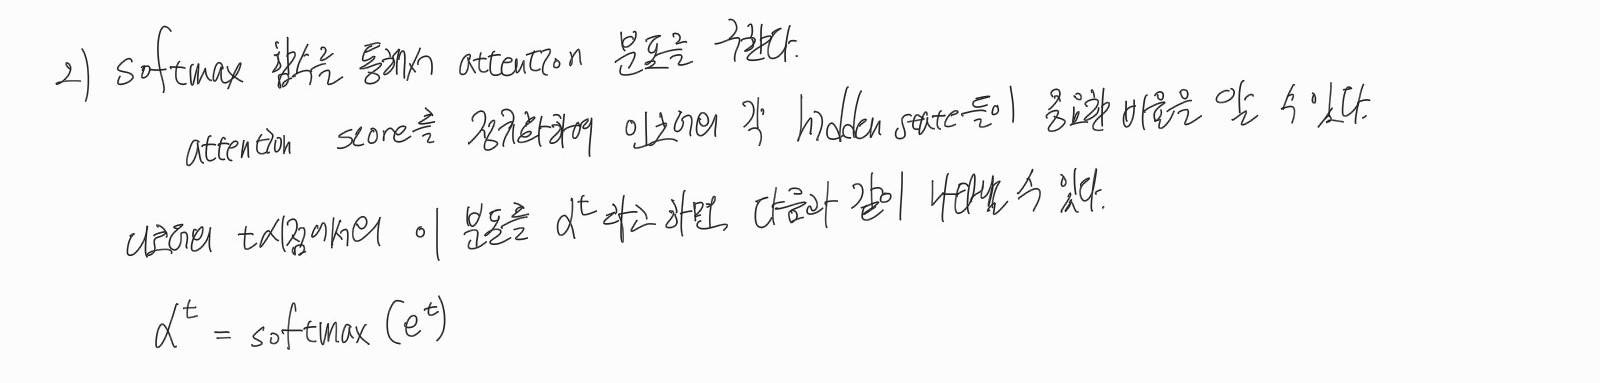 2) softmax 함수를 통해서 attention 분포를 구한다.
attention score를 정규화하여 인코더의 각 hidden state들이 중요한 비율을 알 수 있다.
디코더의 t시점에서의 이 분포를 α^t 라고 하면, 다음과 같이 나타낼 수 있다.
α^t = softmax (e^t)